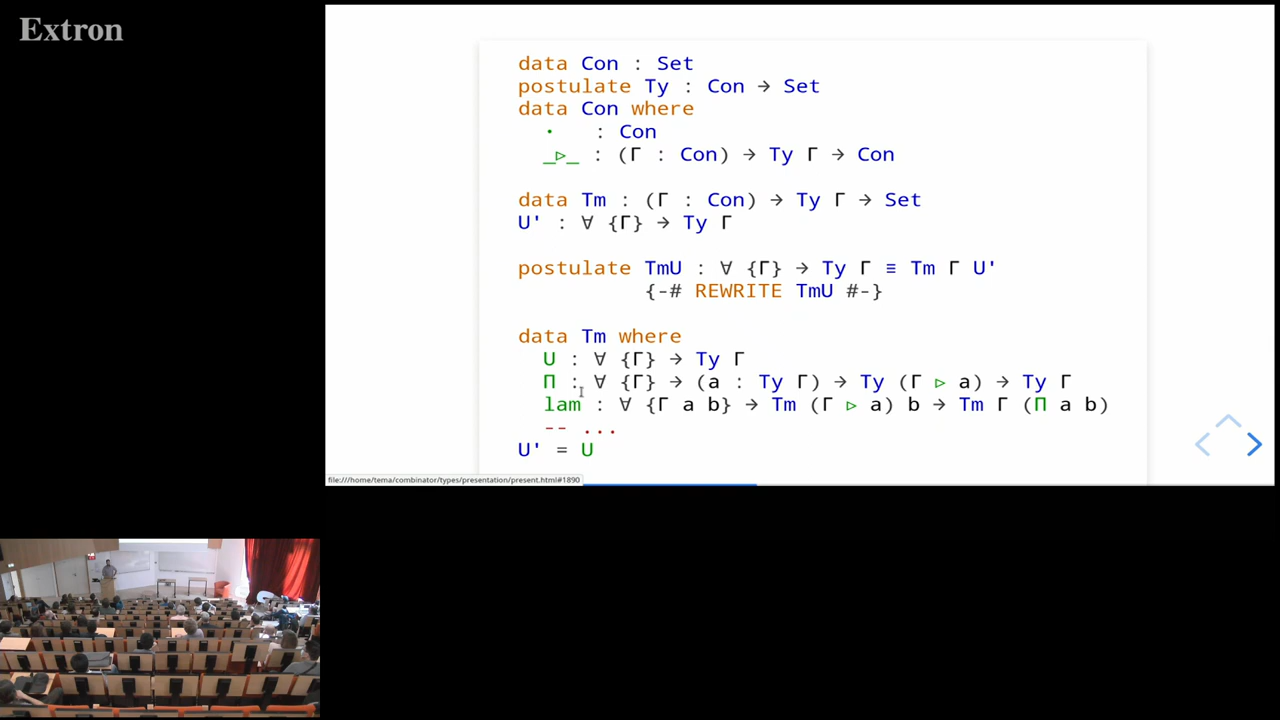 Extron
data Con : Set
postulate Ty : Con → Set
data Con where
∙ : Con
_▹_ : (Γ : Con) → Ty Γ → Con
data Tm : (Γ : Con) → Ty Γ → Set
U' : ∀ {Γ} → Ty Γ
postulate TmU : ∀ {Γ} → Ty Γ ≡ Tm Γ U'
{-# REWRITE TmU #-}
data Tm where
U : ∀ {Γ} → Ty Γ
Π : ∀ {Γ} → (a : Ty Γ) → Ty (Γ ▹ a) → Ty Γ
lam : ∀ {Γ a b} → Tm (Γ ▹ a) b → Tm Γ (Π a b)
-- ...
U' = U
file:///home/tema/combinator/types/presentation/present.html#1890